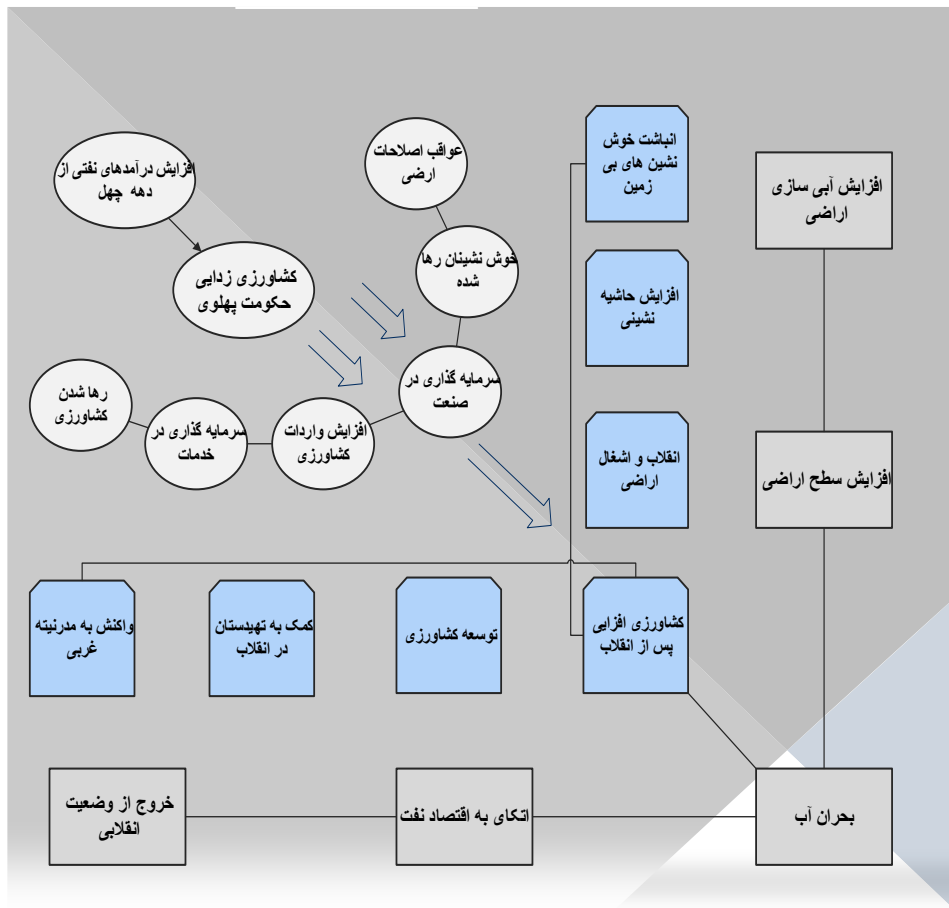 افزایش درآمدهای نفتی از
دهه چهل
کشاورزی زدایی
حکومت پهلوی
عواقب اصلاحات
ارضی
خوش نشینان رها
شده
سرمایه گذاری در
صنعت
افزایش واردات
کشاورزی
سرمایه گذاری در
خدمات
رها شدن
کشاورزی
انباشت خوش
نشین های بی
زمین
افزایش حاشیه
نشینی
انقلاب و اشغال
اراضی
کشاورزی افزایی
پس از انقلاب
توسعه کشاورزی
کمک به تهیدستان
در انقلاب
واکنش به مدرنیته
غربی
افزایش آبی سازی
اراضی
افزایش سطح اراضی
بحران آب
اتکای به اقتصاد نفت
خروج از وضعیت
انقلابی